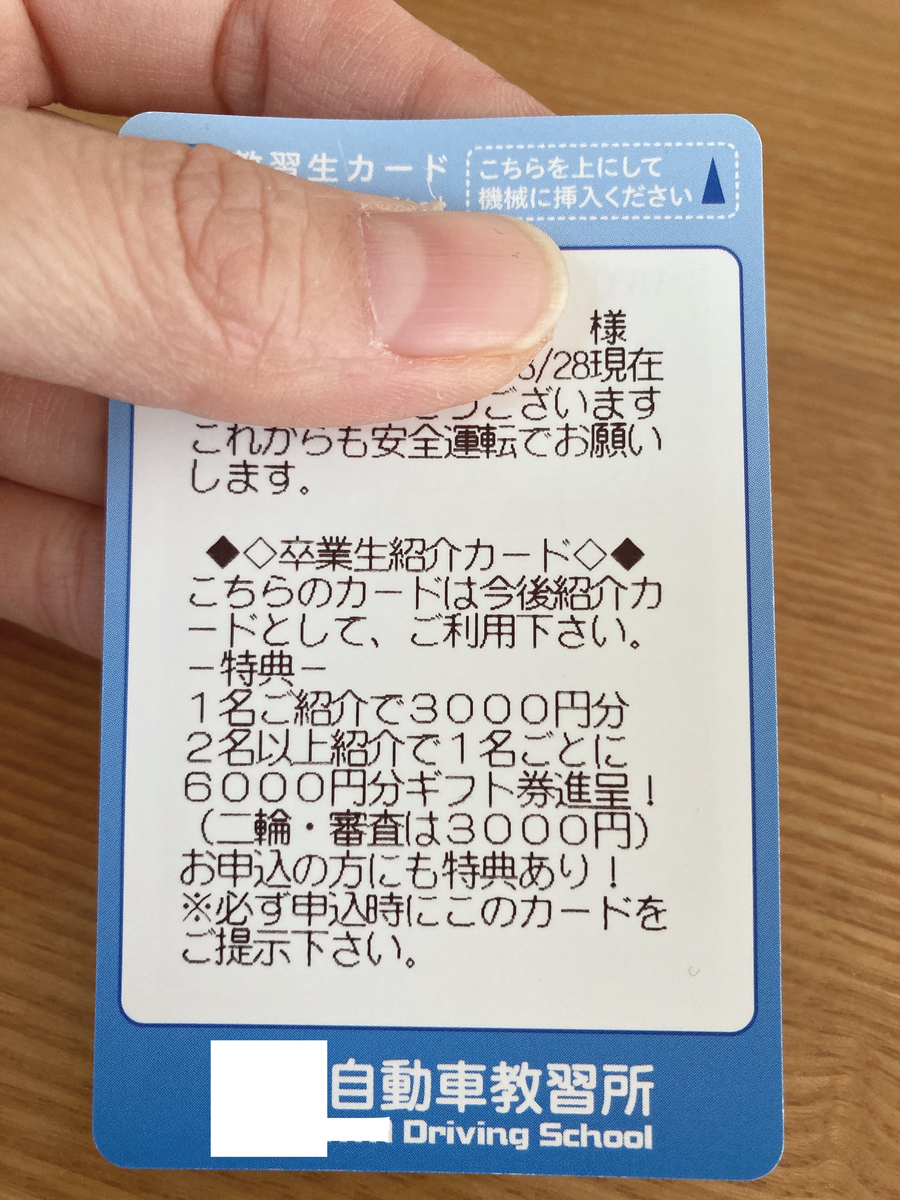 教習生カード
こちらを上にして
機械に挿入ください
様
/28現在
うございます
これからも安全運転でお願い
します。
◆◇卒業生紹介カード◇◆
こちらのカードは今後紹介カ
ードとして、ご利用下さい。
－特典－
１名ご紹介で３０００円分
２名以上紹介で１名ごとに
６０００円分ギフト券進呈！
（二輪・審査は３０００円）
お申込の方にも特典あり！
※必ず申込時にこのカードを
ご提示下さい。
自動車教習所
Driving School